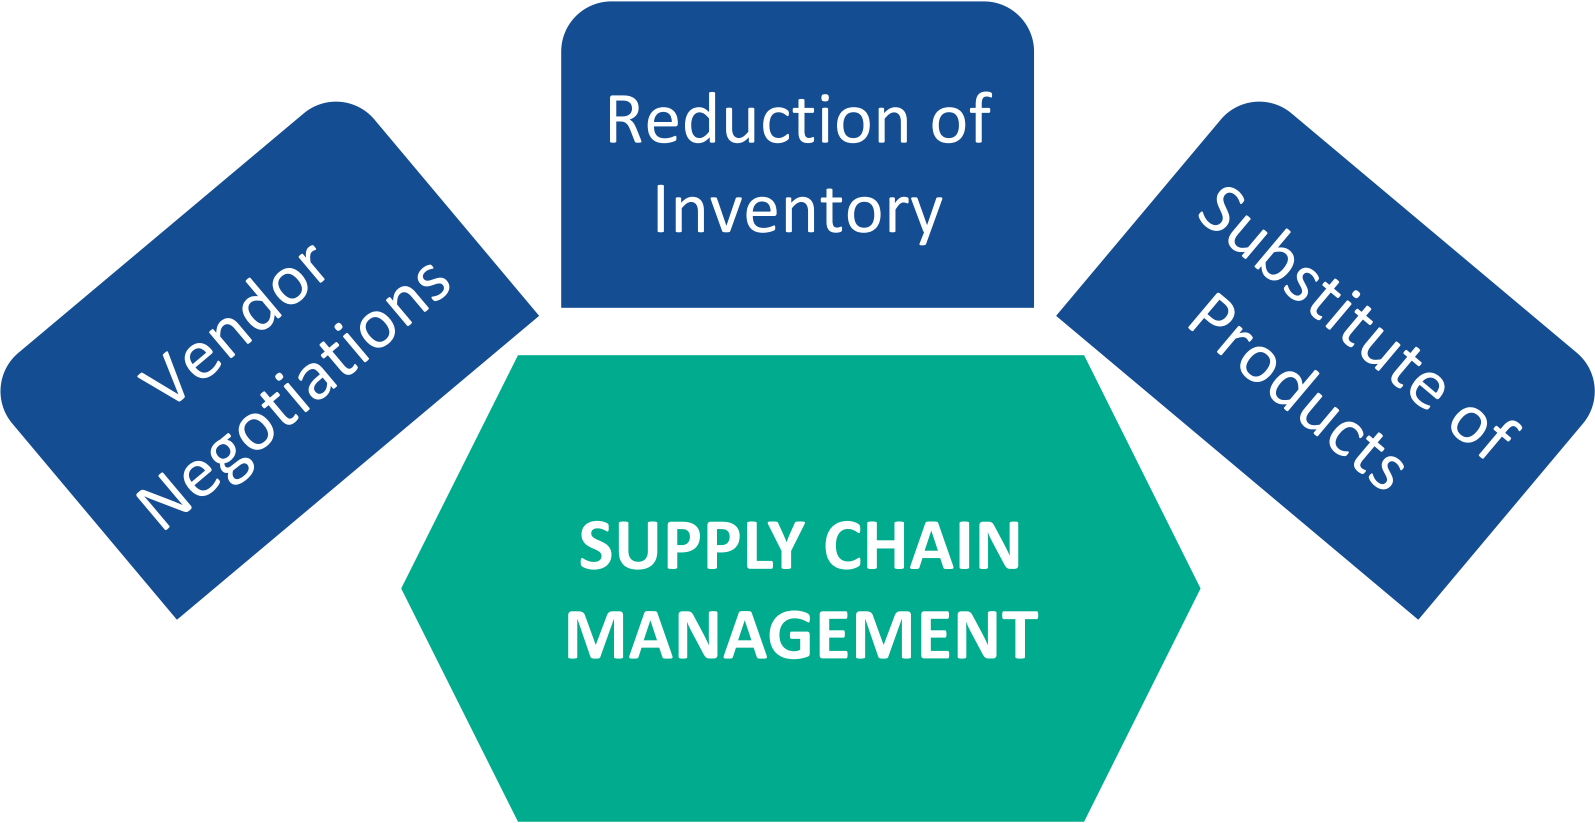 Vendor
Negotiations
Reduction of
Inventory
Substitute of
Products
SUPPLY CHAIN
MANAGEMENT